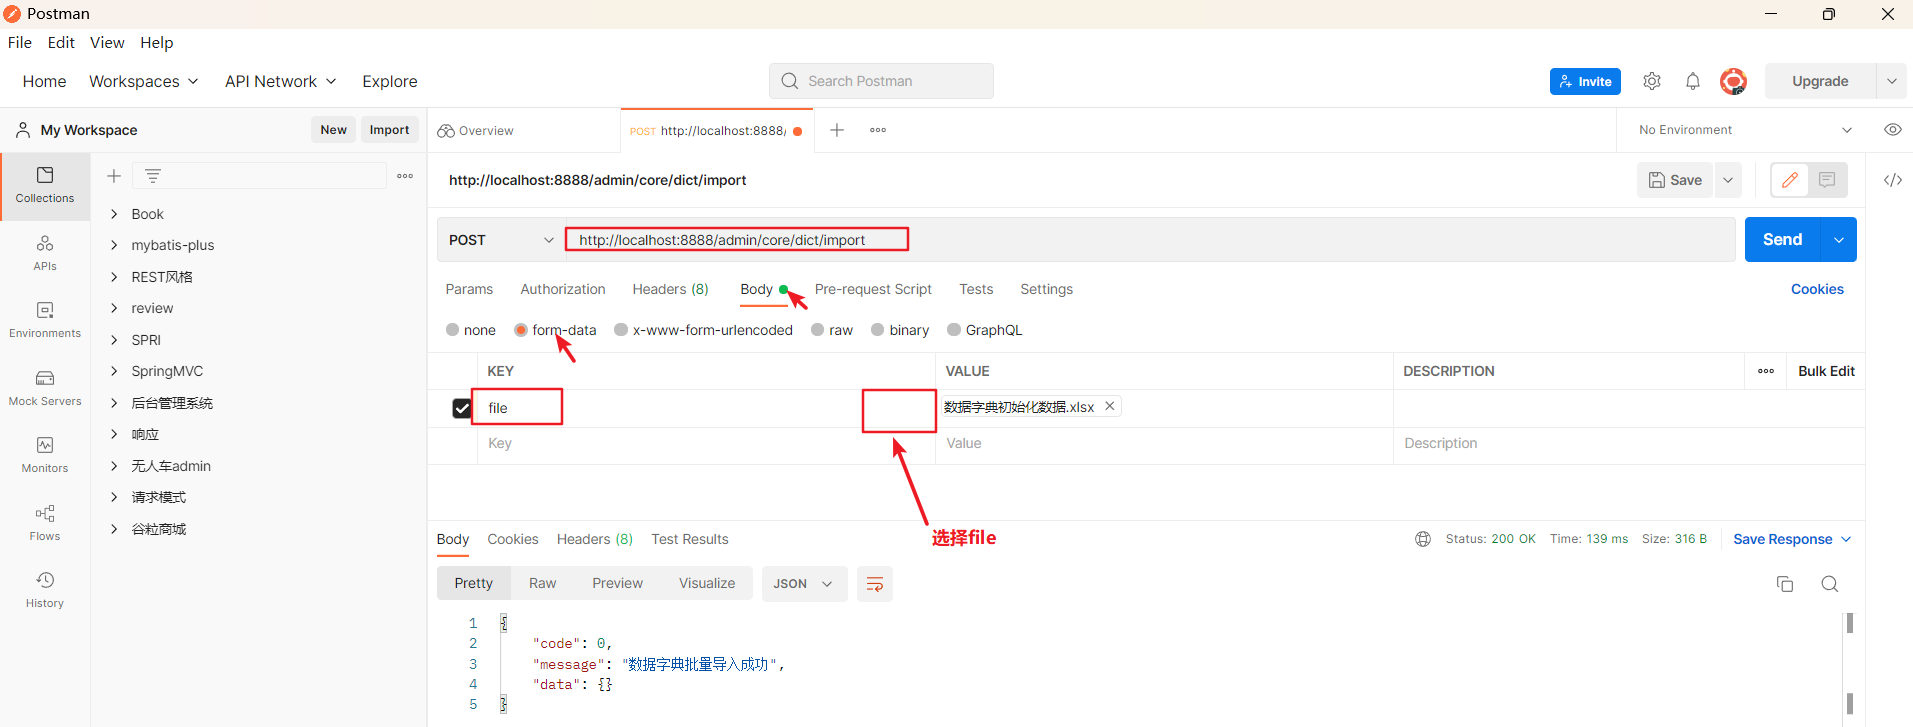 Postman
File Edit View Help
Home Workspaces API Network Explore Search Postman Invite Upgrade
My Workspace New Import Overview POST http://localhost:8888/ No Environment
http://localhost:8888/admin/core/dict/import Save
Collections
APIs
Environments
Mock Servers
Monitors
Flows
History
Book
mybatis-plus
REST风格
review
SPRI
SpringMVC
后台管理系统
响应
无人车admin
请求模式
谷粒商城
POST http://localhost:8888/admin/core/dict/import Send
Params Authorization Headers (8) Body Pre-request Script Tests Settings Cookies
none form-data x-www-form-urlencoded raw binary GraphQL
KEY VALUE DESCRIPTION Bulk Edit
file 数据字典初始化数据.xlsx
Key Value Description
选择file
Body Cookies Headers (8) Test Results Status: 200 OK Time: 139 ms Size: 316 B Save Response
Pretty Raw Preview Visualize JSON
1 {
2 "code": 0,
3 "message": "数据字典批量导入成功",
4 "data": {}
5 }